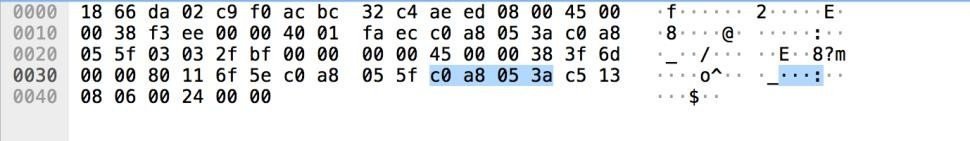 0000 18 66 da 02 c9 f0 ac bc 32 c4 ae ed 08 00 45 00 ·f······ 2·····E·
0010 00 38 f3 ee 00 00 40 01 fa ec c0 a8 05 3a c0 a8 ·8····@· ·····:··
0020 05 5f 03 03 2f bf 00 00 00 00 45 00 00 38 3f 6d ·_··/··· ··E··8?m
0030 00 00 80 11 6f 5e c0 a8 05 5f c0 a8 05 3a c5 13 ····o^·· ·_···:··
0040 08 06 00 24 00 00 ···$··